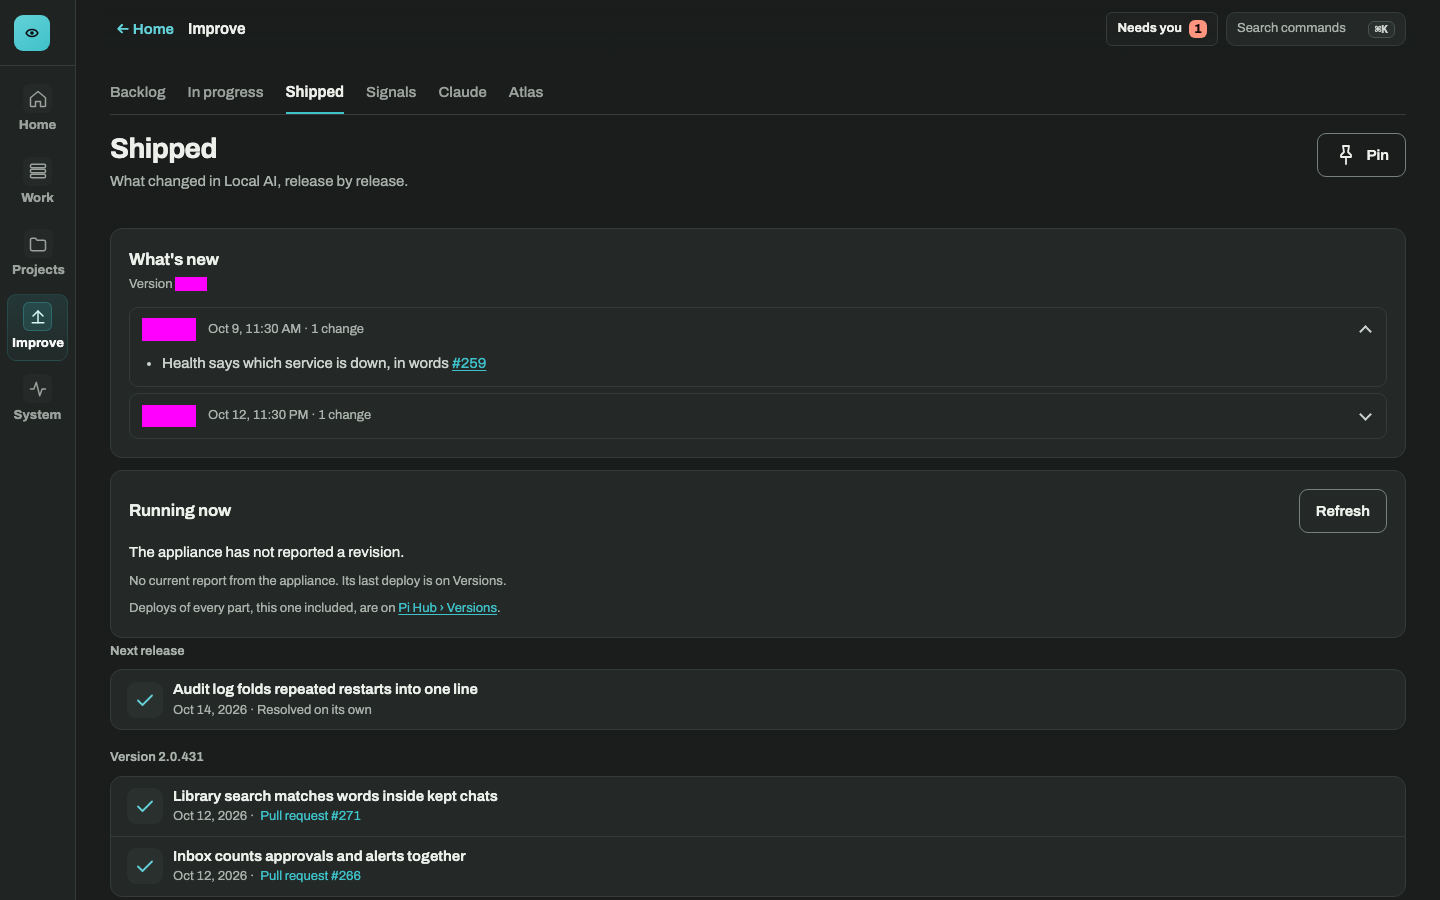 ← Home Improve
Needs you 1
Search commands ⌘K
Home
Work
Projects
Improve
System
Backlog In progress Shipped Signals Claude Atlas
Shipped
What changed in Local AI, release by release.
Pin
What's new
Version
Oct 9, 11:30 AM · 1 change
• Health says which service is down, in words #259
Oct 12, 11:30 PM · 1 change
Running now
Refresh
The appliance has not reported a revision.
No current report from the appliance. Its last deploy is on Versions.
Deploys of every part, this one included, are on Pi Hub › Versions.
Next release
Audit log folds repeated restarts into one line
Oct 14, 2026 · Resolved on its own
Version 2.0.431
Library search matches words inside kept chats
Oct 12, 2026 · Pull request #271
Inbox counts approvals and alerts together
Oct 12, 2026 · Pull request #266